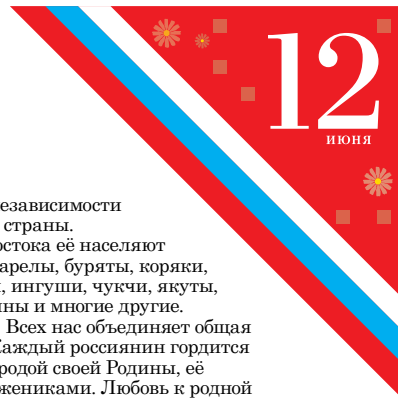 12
ИЮНЯ
езависимости
страны.
остока её населяют
арелы, буряты, коряки,
, ингуши, чукчи, якуты,
ны и многие другие.
Всех нас объединяет общая
Каждый россиянин гордится
родой своей Родины, её
жениками. Любовь к родной